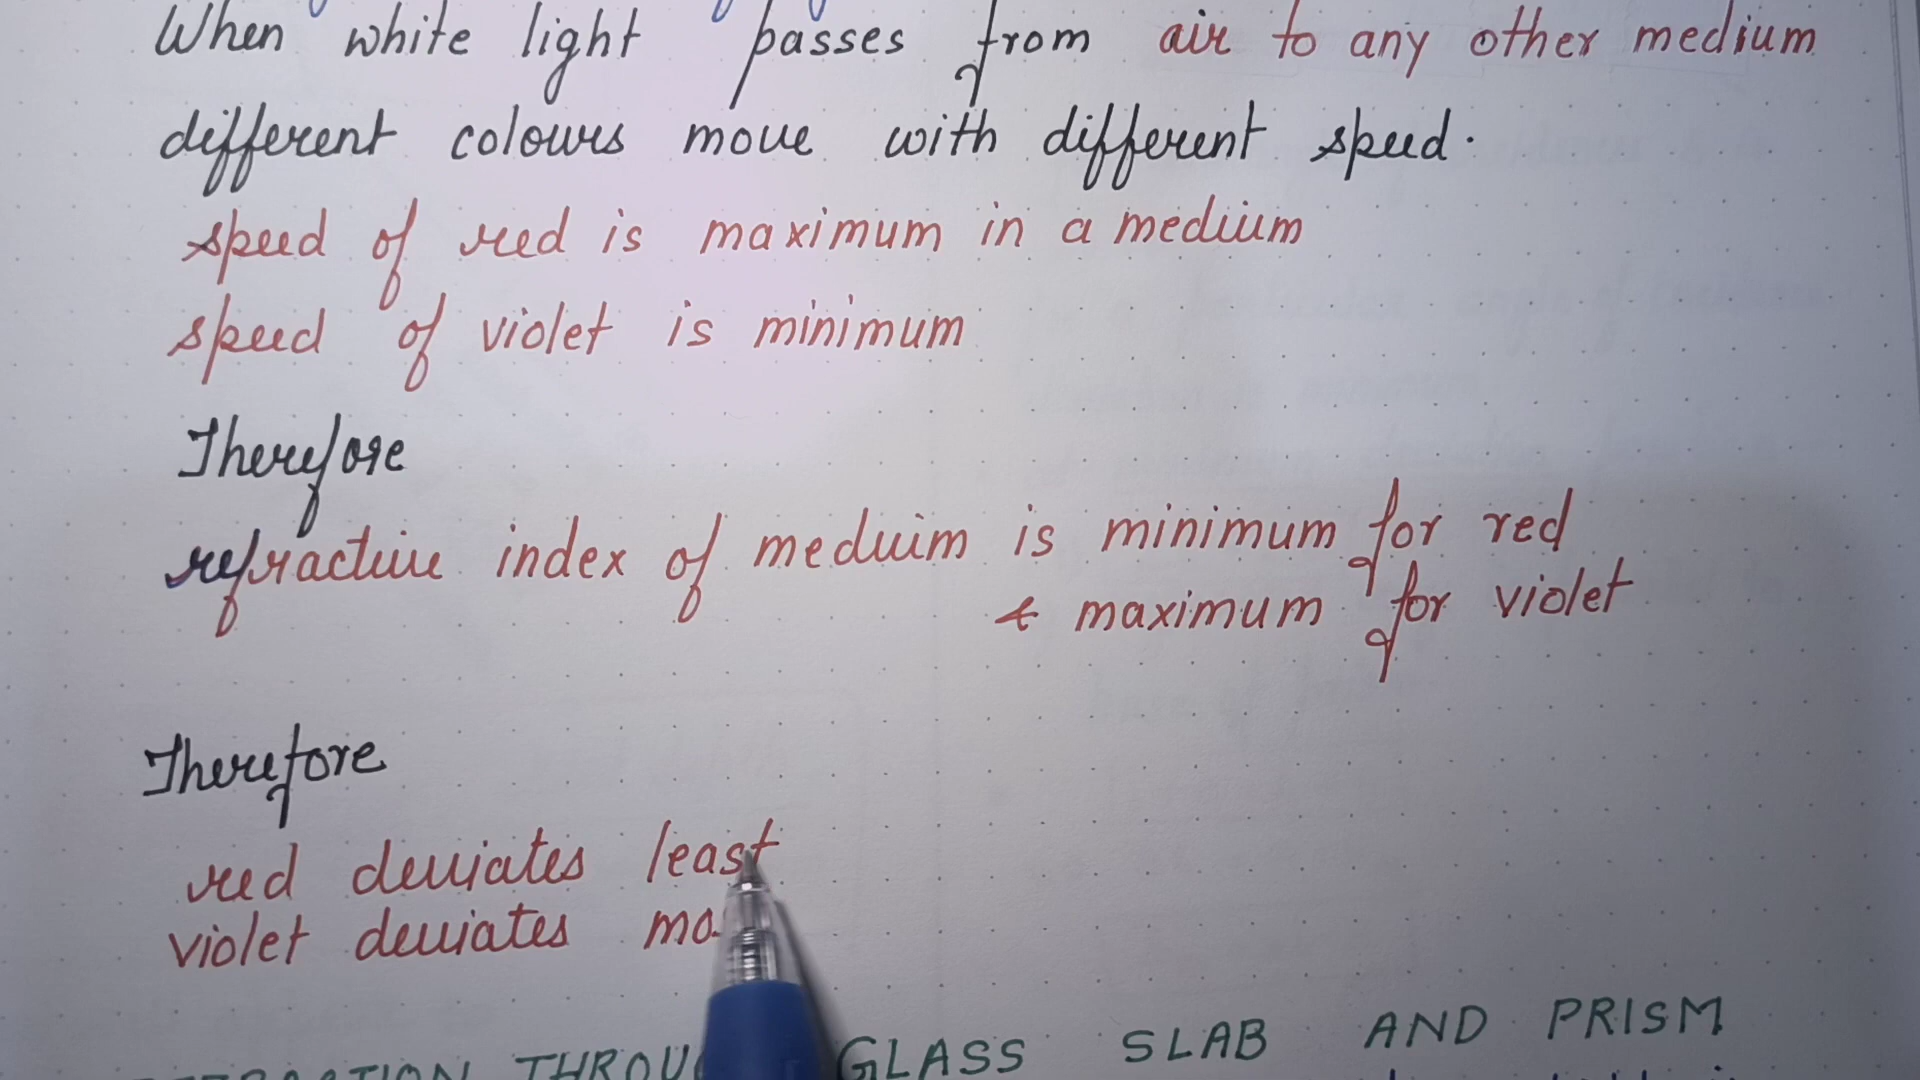 When white light passes from air to any other medium
different colours move with different speed.
speed of red is maximum in a medium
speed of violet is minimum
Therefore
refractive index of meduim is minimum for red
& maximum for violet
Therefore
red deviates least
violet deviates
GLASS SLAB AND PRISM